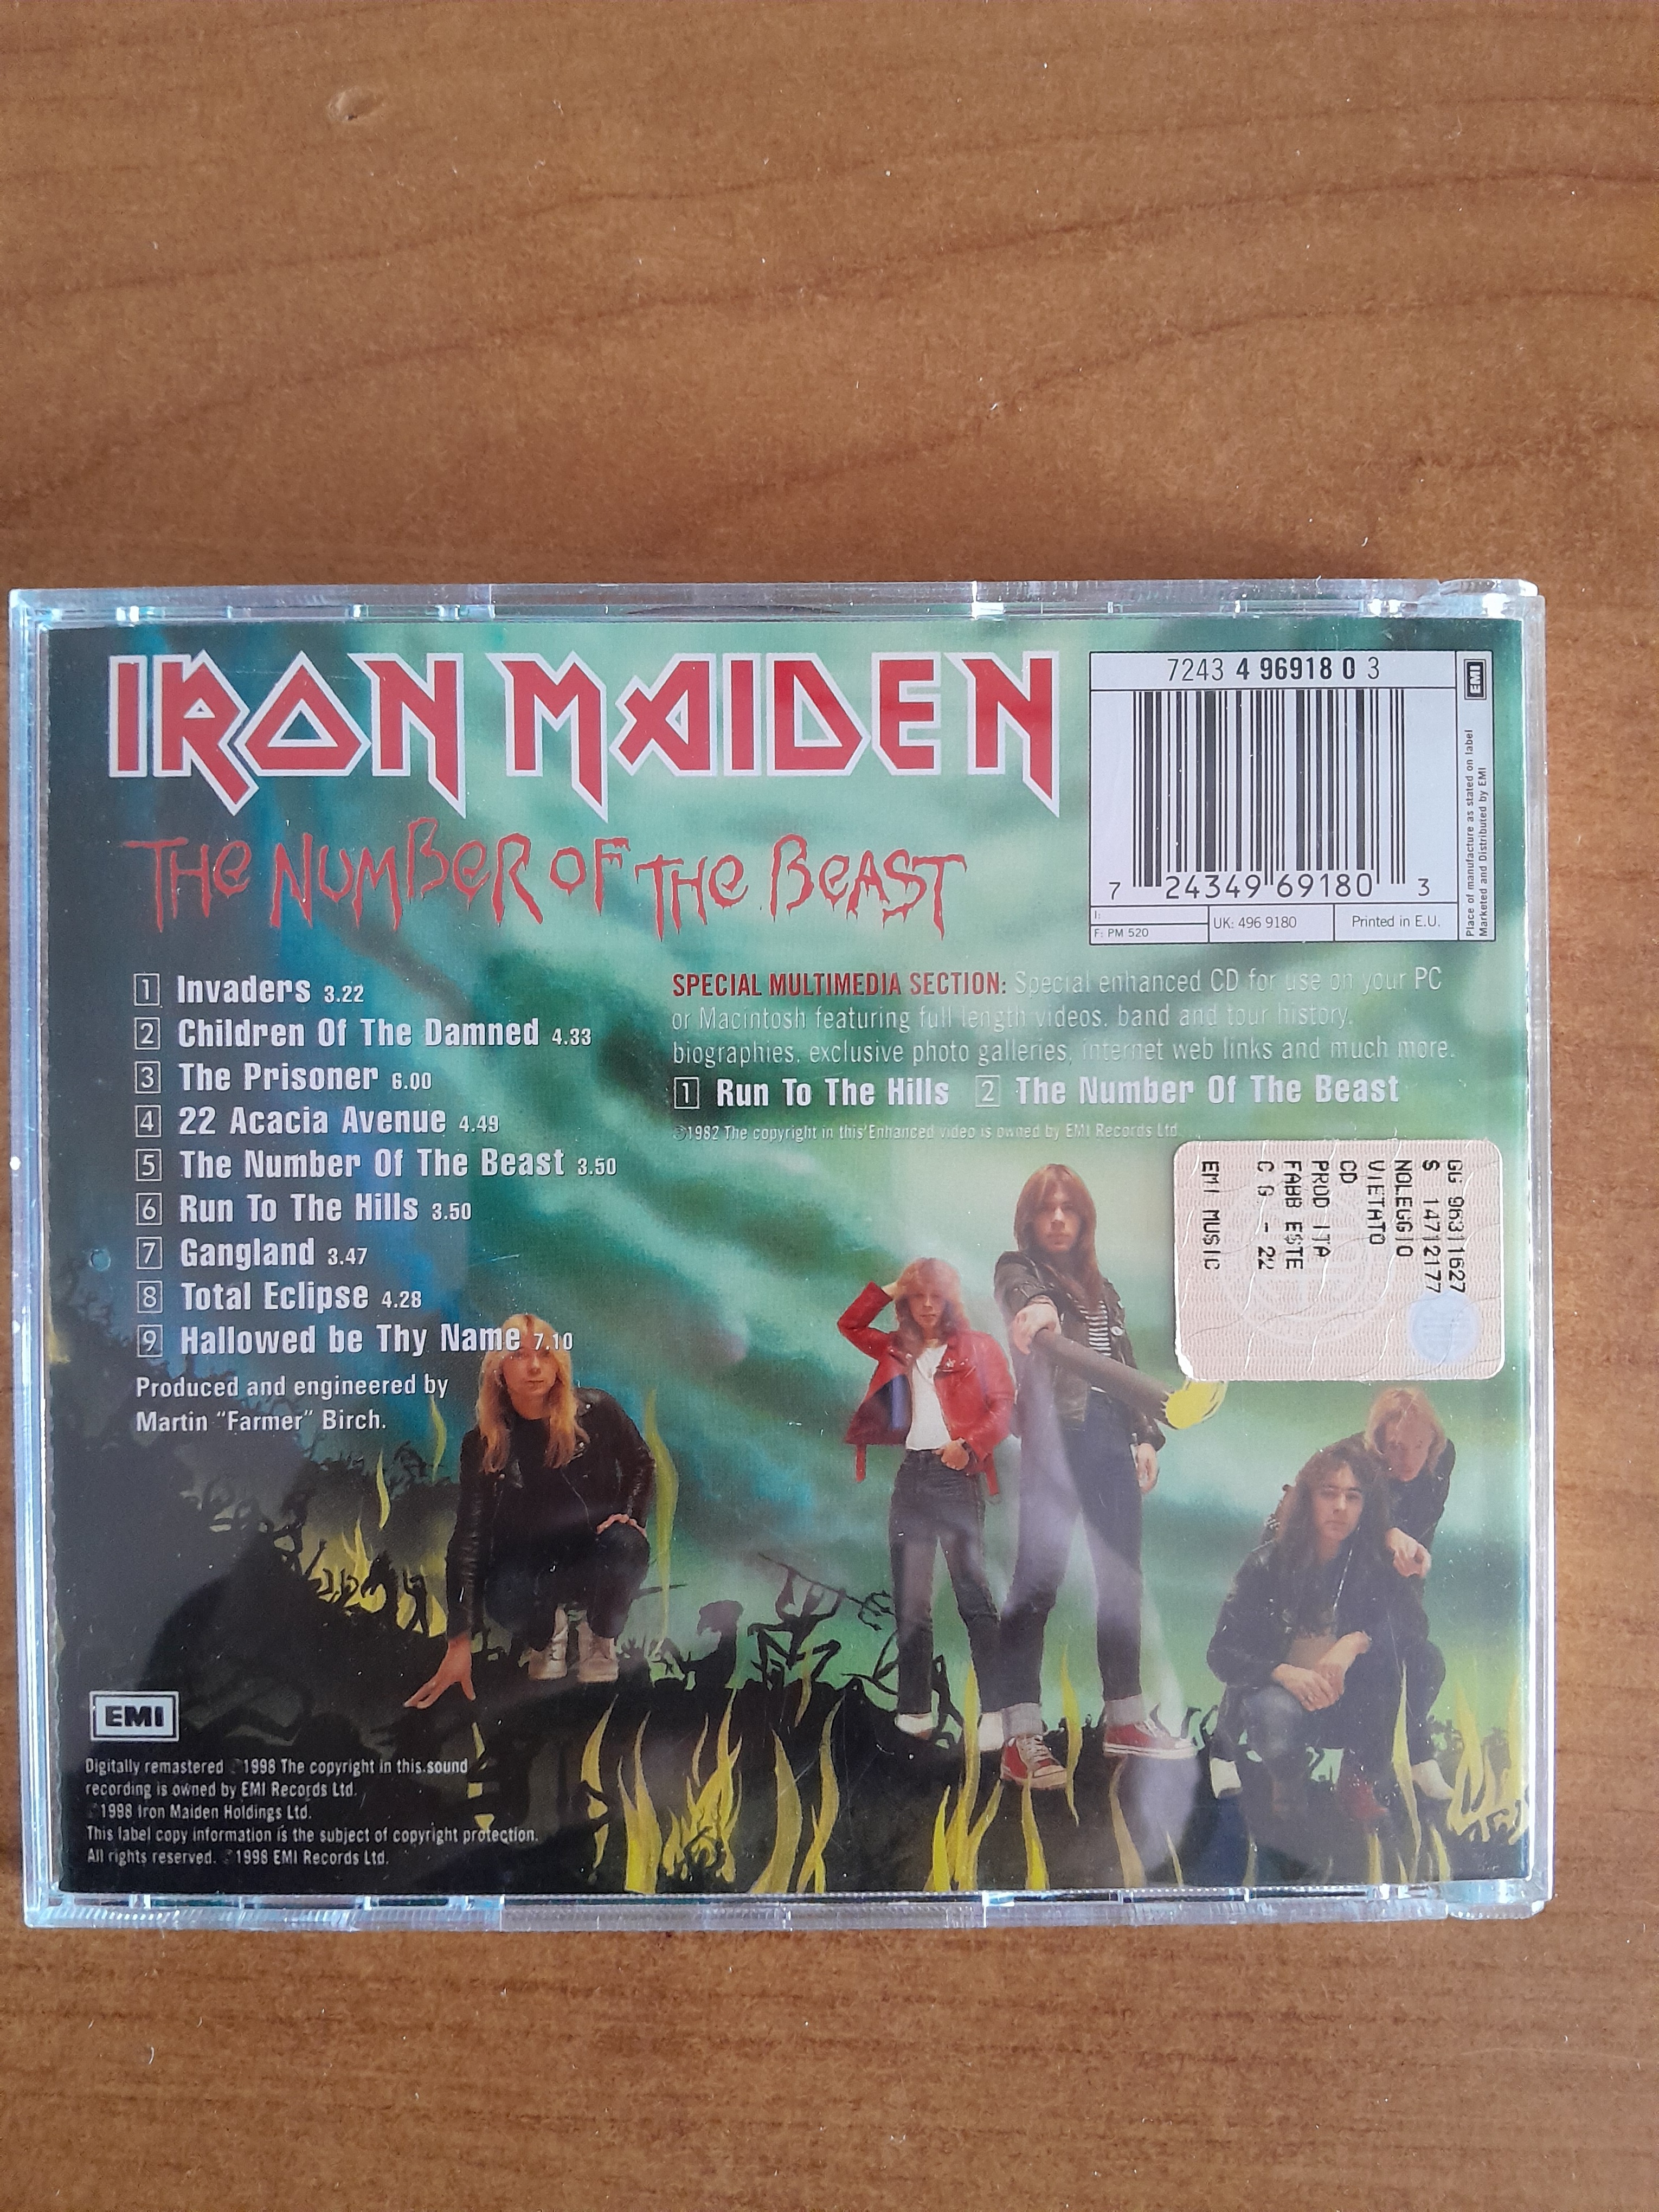 IRON MAIDEN
THE NUMBER OF THE BEAST
7243 4 96918 0 3
7 24349 69180 3
I:
F: PM 520
UK: 496 9180
Printed in E.U.
EMI
Place of manufacture as stated on label
Marketed and Distributed by EMI
1 Invaders 3.22
2 Children Of The Damned 4.33
3 The Prisoner 6.00
4 22 Acacia Avenue 4.49
5 The Number Of The Beast 3.50
6 Run To The Hills 3.50
7 Gangland 3.47
8 Total Eclipse 4.28
9 Hallowed be Thy Name 7.10
Produced and engineered by
Martin “Farmer” Birch.
SPECIAL MULTIMEDIA SECTION: Special enhanced CD for use on your PC
or Macintosh featuring full length videos, band and tour history,
biographies, exclusive photo galleries, internet web links and much more.
1 Run To The Hills 2 The Number Of The Beast
℗1982 The copyright in this Enhanced video is owned by EMI Records Ltd.
GG 96311627
$ 14712177
NOLEGGIO
VIETATO
CD
PROD ITA
FABB ESTE
C G - 22
EMI MUSIC
EMI
Digitally remastered ℗1998 The copyright in this sound
recording is owned by EMI Records Ltd.
©1998 Iron Maiden Holdings Ltd.
This label copy information is the subject of copyright protection.
All rights reserved. ©1998 EMI Records Ltd.